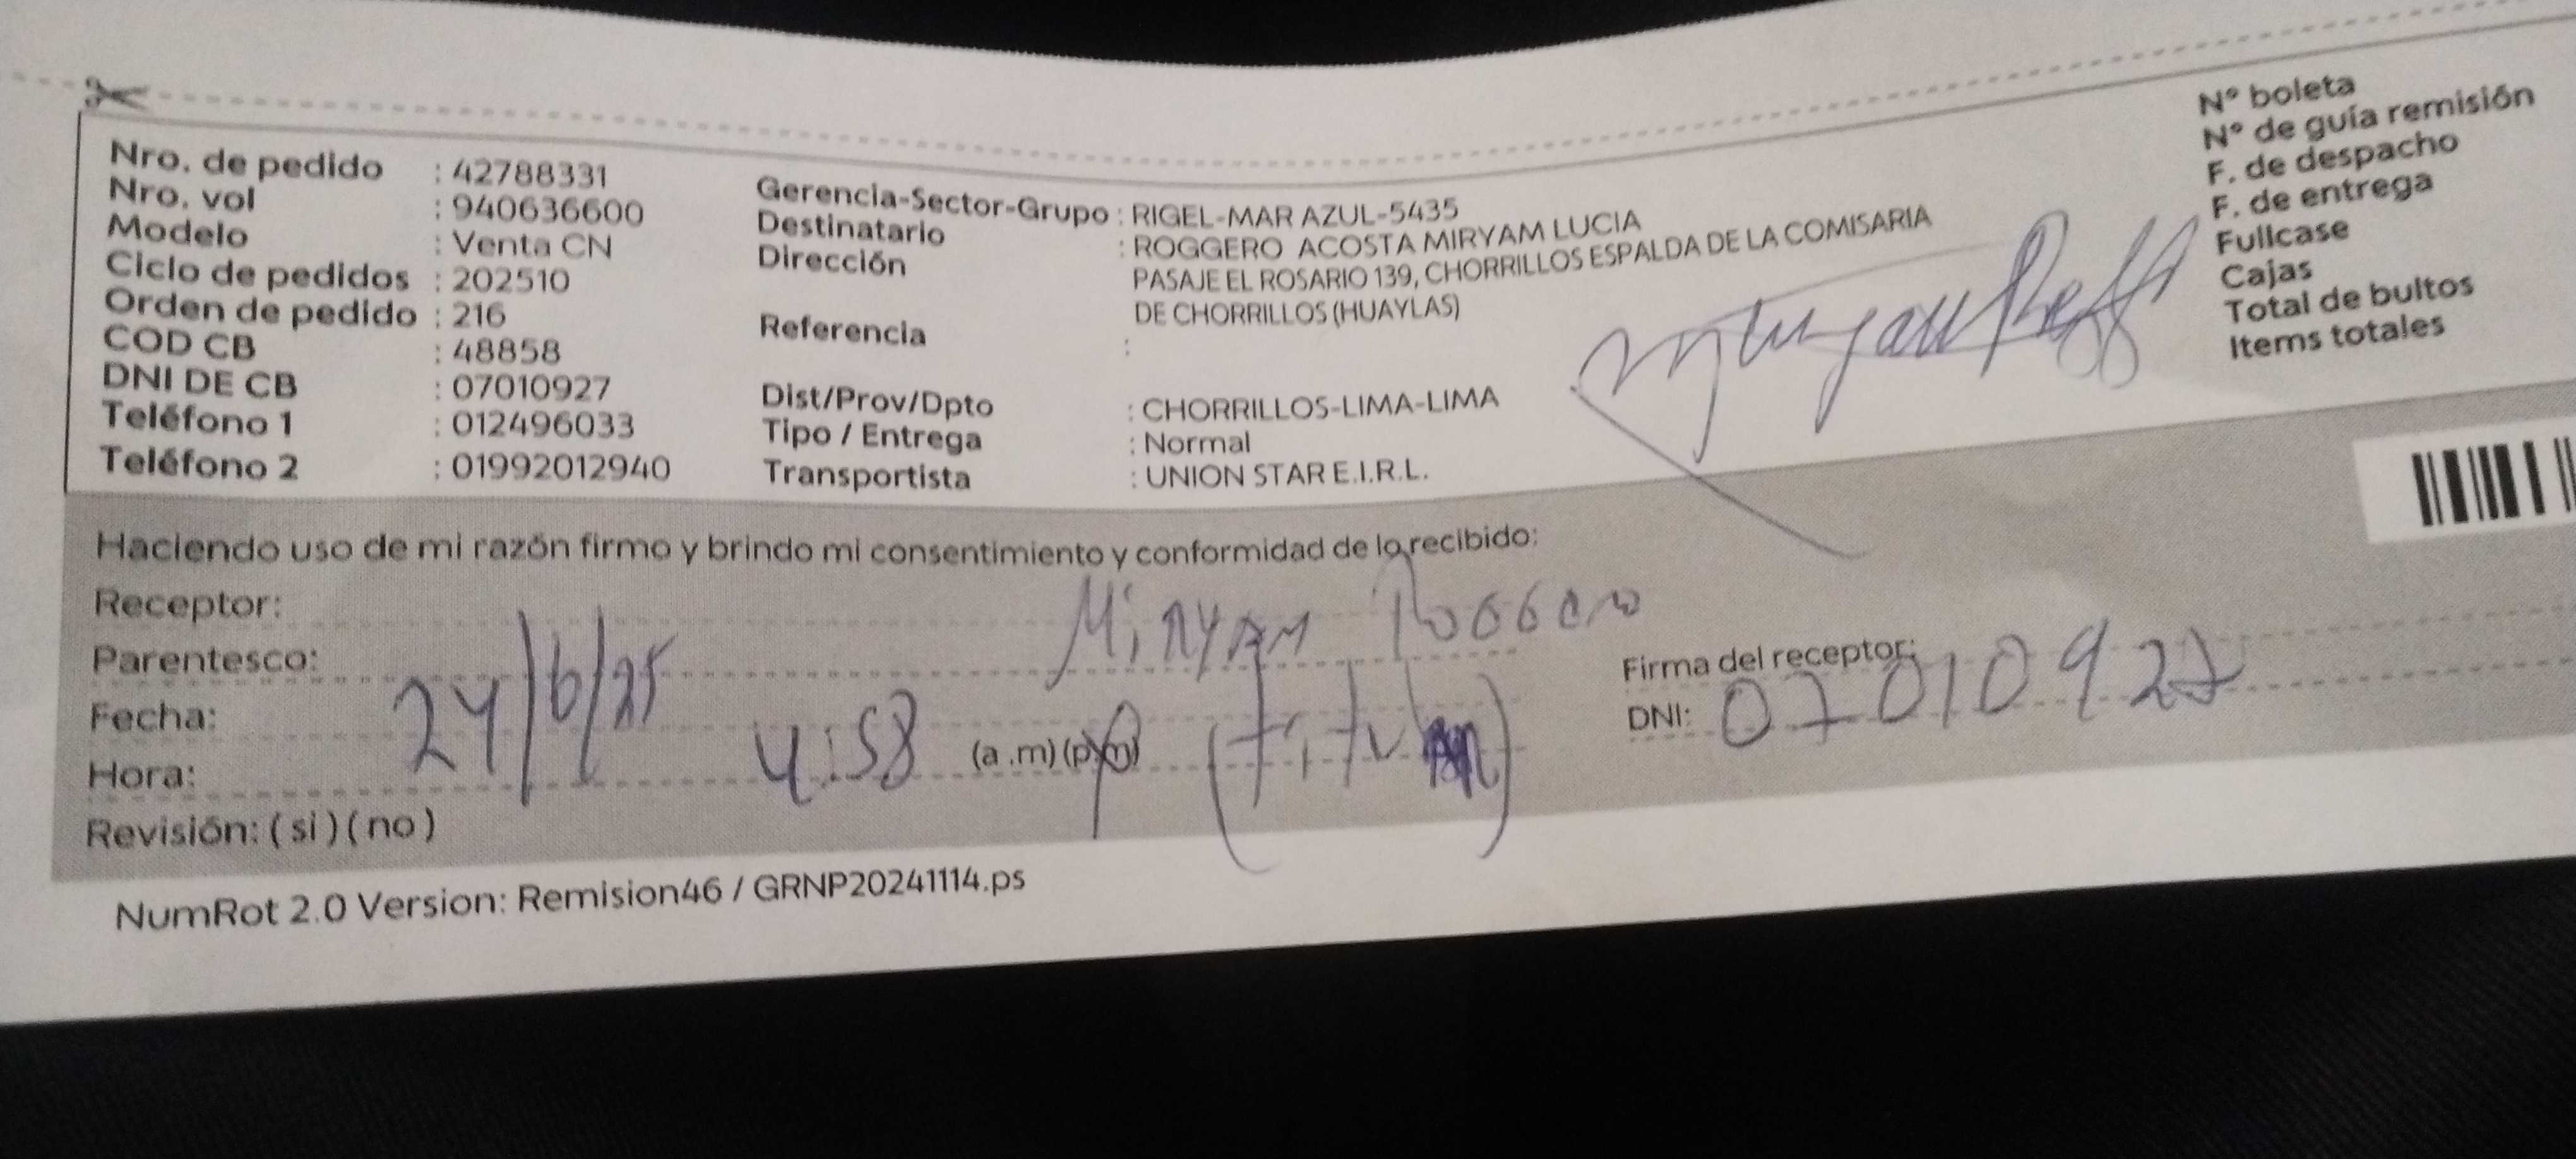 Nro. de pedido : 42788331
Nro. vol : 940636600
Modelo : Venta CN
Ciclo de pedidos : 202510
Orden de pedido : 216
COD CB : 48858
DNI DE CB : 07010927
Teléfono 1 : 012496033
Teléfono 2 : 01992012940
Gerencia-Sector-Grupo : RIGEL-MAR AZUL-5435
Destinatario : ROGGERO ACOSTA MIRYAM LUCIA
Dirección PASAJE EL ROSARIO 139, CHORRILLOS ESPALDA DE LA COMISARIA
DE CHORRILLOS (HUAYLAS)
Referencia :
Dist/Prov/Dpto : CHORRILLOS-LIMA-LIMA
Tipo / Entrega : Normal
Transportista : UNION STAR E.I.R.L.
N° boleta
N° de guía remisión
F. de despacho
F. de entrega
Fullcase
Cajas
Total de bultos
Items totales
Haciendo uso de mi razón firmo y brindo mi consentimiento y conformidad de lo recibido:
Receptor: Miryam Roggero
Parentesco:
Fecha: 24/6/25
Hora: 4:58 (a .m) (p.m) (titular)
Revisión: ( si ) ( no )
Firma del receptor:
DNI: 07010927
NumRot 2.0 Version: Remision46 / GRNP20241114.ps